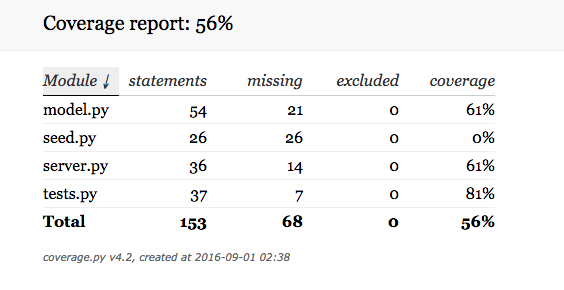 Coverage report: 56%
Module ↓ statements missing excluded coverage
model.py 54 21 0 61%
seed.py 26 26 0 0%
server.py 36 14 0 61%
tests.py 37 7 0 81%
Total 153 68 0 56%
coverage.py v4.2, created at 2016-09-01 02:38